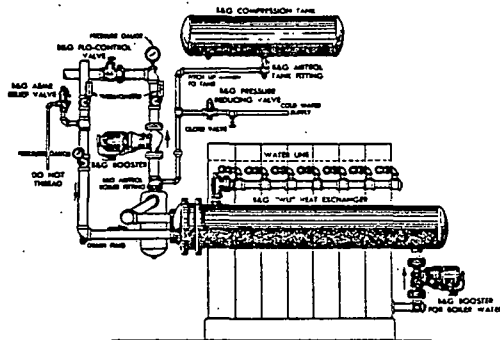 B&G COMPRESSION TANK
PRESSURE GAUGE
B&G FLO-CONTROL
VALVE
B&G AIRTROL
TANK FITTING
PITCH UP
TO TANK
B&G PRESSURE
REDUCING VALVE
COLD WATER
SUPPLY
B&G ASME
RELIEF VALVE
THERMOMETER
GLOBE VALVE
PRESSURE GAUGE
B&G BOOSTER
DO NOT
THREAD
WATER LINE
B&G AIRTROL
BOILER FITTING
B&G "WU" HEAT EXCHANGER
B&G BOOSTER
FOR BOILER WATER